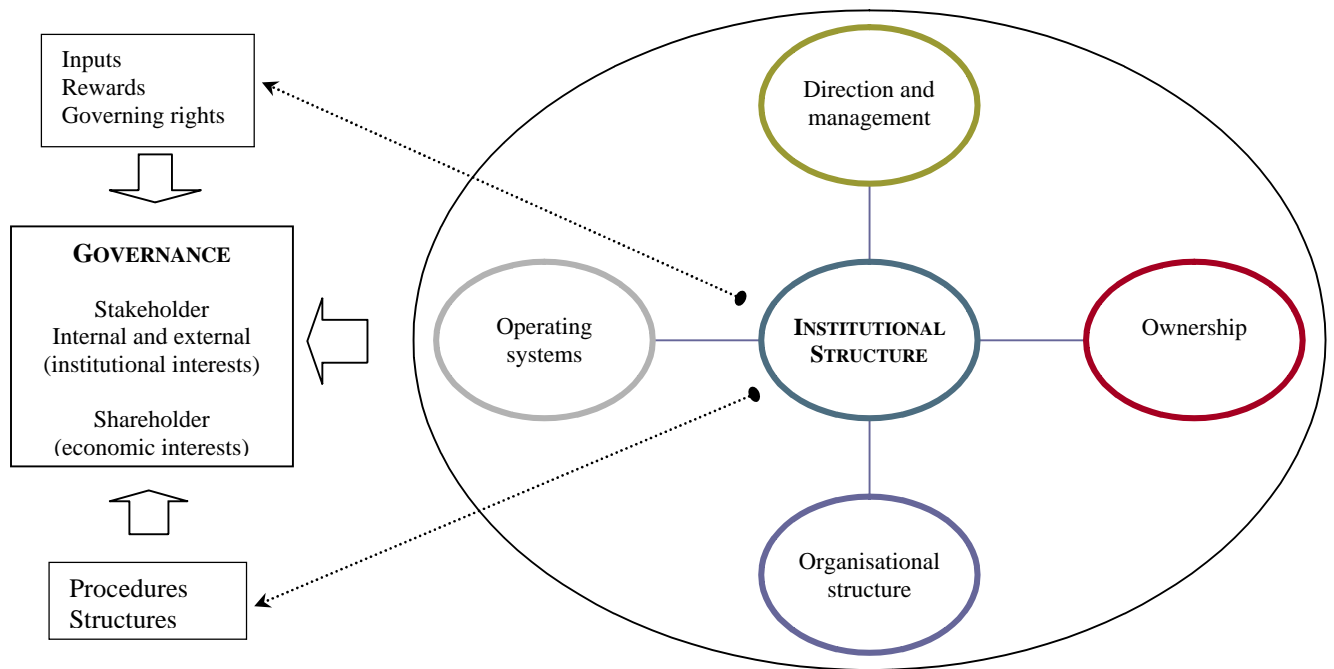 Inputs
Rewards
Governing rights
GOVERNANCE
Stakeholder
Internal and external
(institutional interests)
Shareholder
(economic interests)
Procedures
Structures
Direction and
management
Operating
systems
INSTITUTIONAL
STRUCTURE
Ownership
Organisational
structure